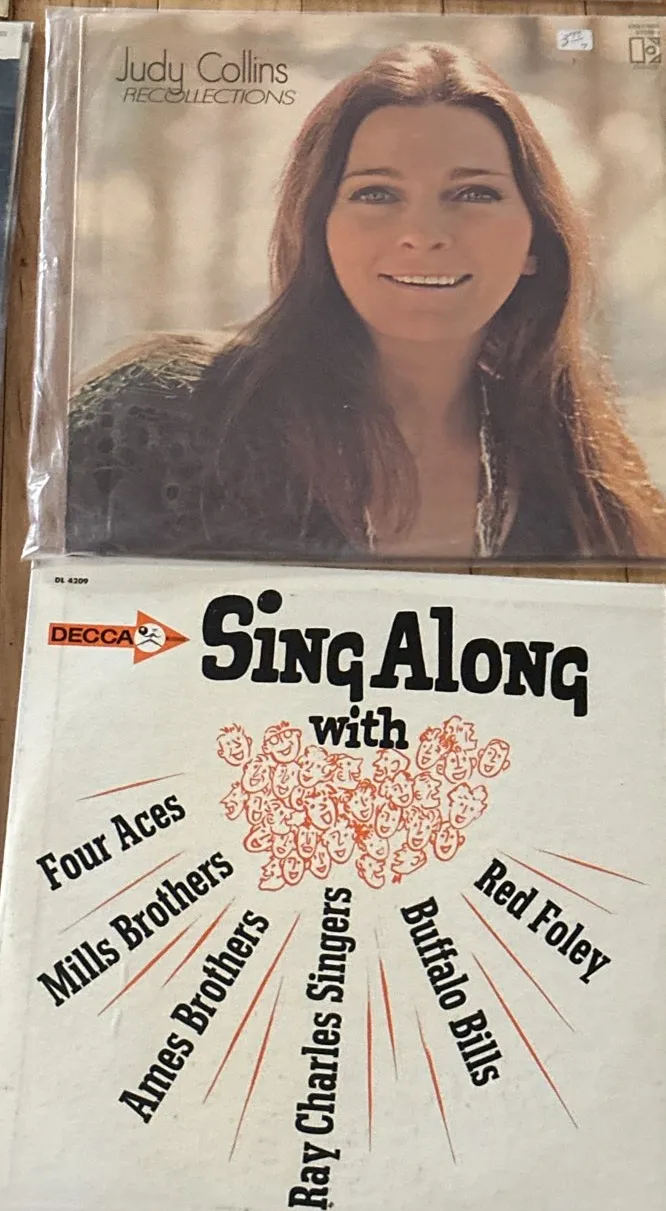 Judy Collins
RECOLLECTIONS
DL 4209
DECCA
Sing Along
with
Four Aces
Mills Brothers
Ames Brothers
Ray Charles Singers
Buffalo Bills
Red Foley